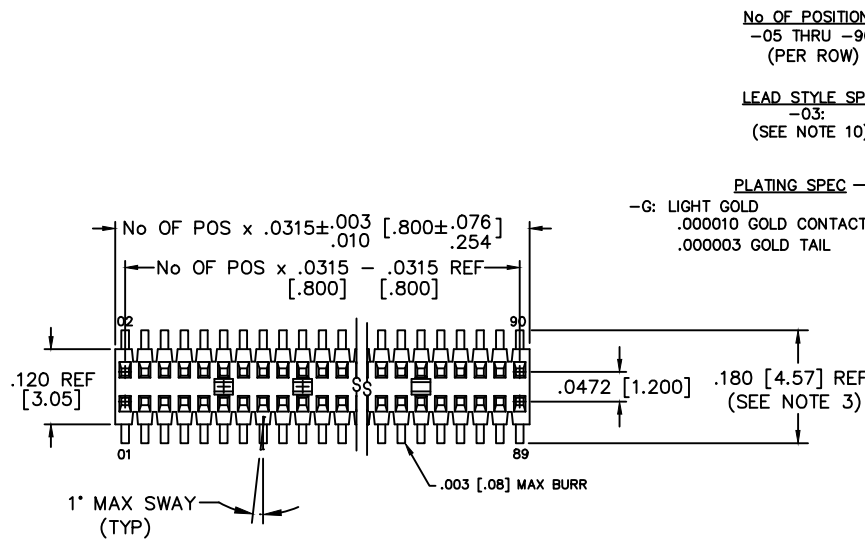 No OF POSITION
-05 THRU -9
(PER ROW)
LEAD STYLE SP
-03:
(SEE NOTE 10)
PLATING SPEC
-G: LIGHT GOLD
.000010 GOLD CONTACT
.000003 GOLD TAIL
No OF POS x .0315±.003 [.800±.076]
.010 .254
No OF POS x .0315 - .0315 REF
[.800] [.800]
02 90
.120 REF
[3.05]
.0472 [1.200]
.180 [4.57] REF
(SEE NOTE 3)
S S
01 89
.003 [.08] MAX BURR
1° MAX SWAY
(TYP)